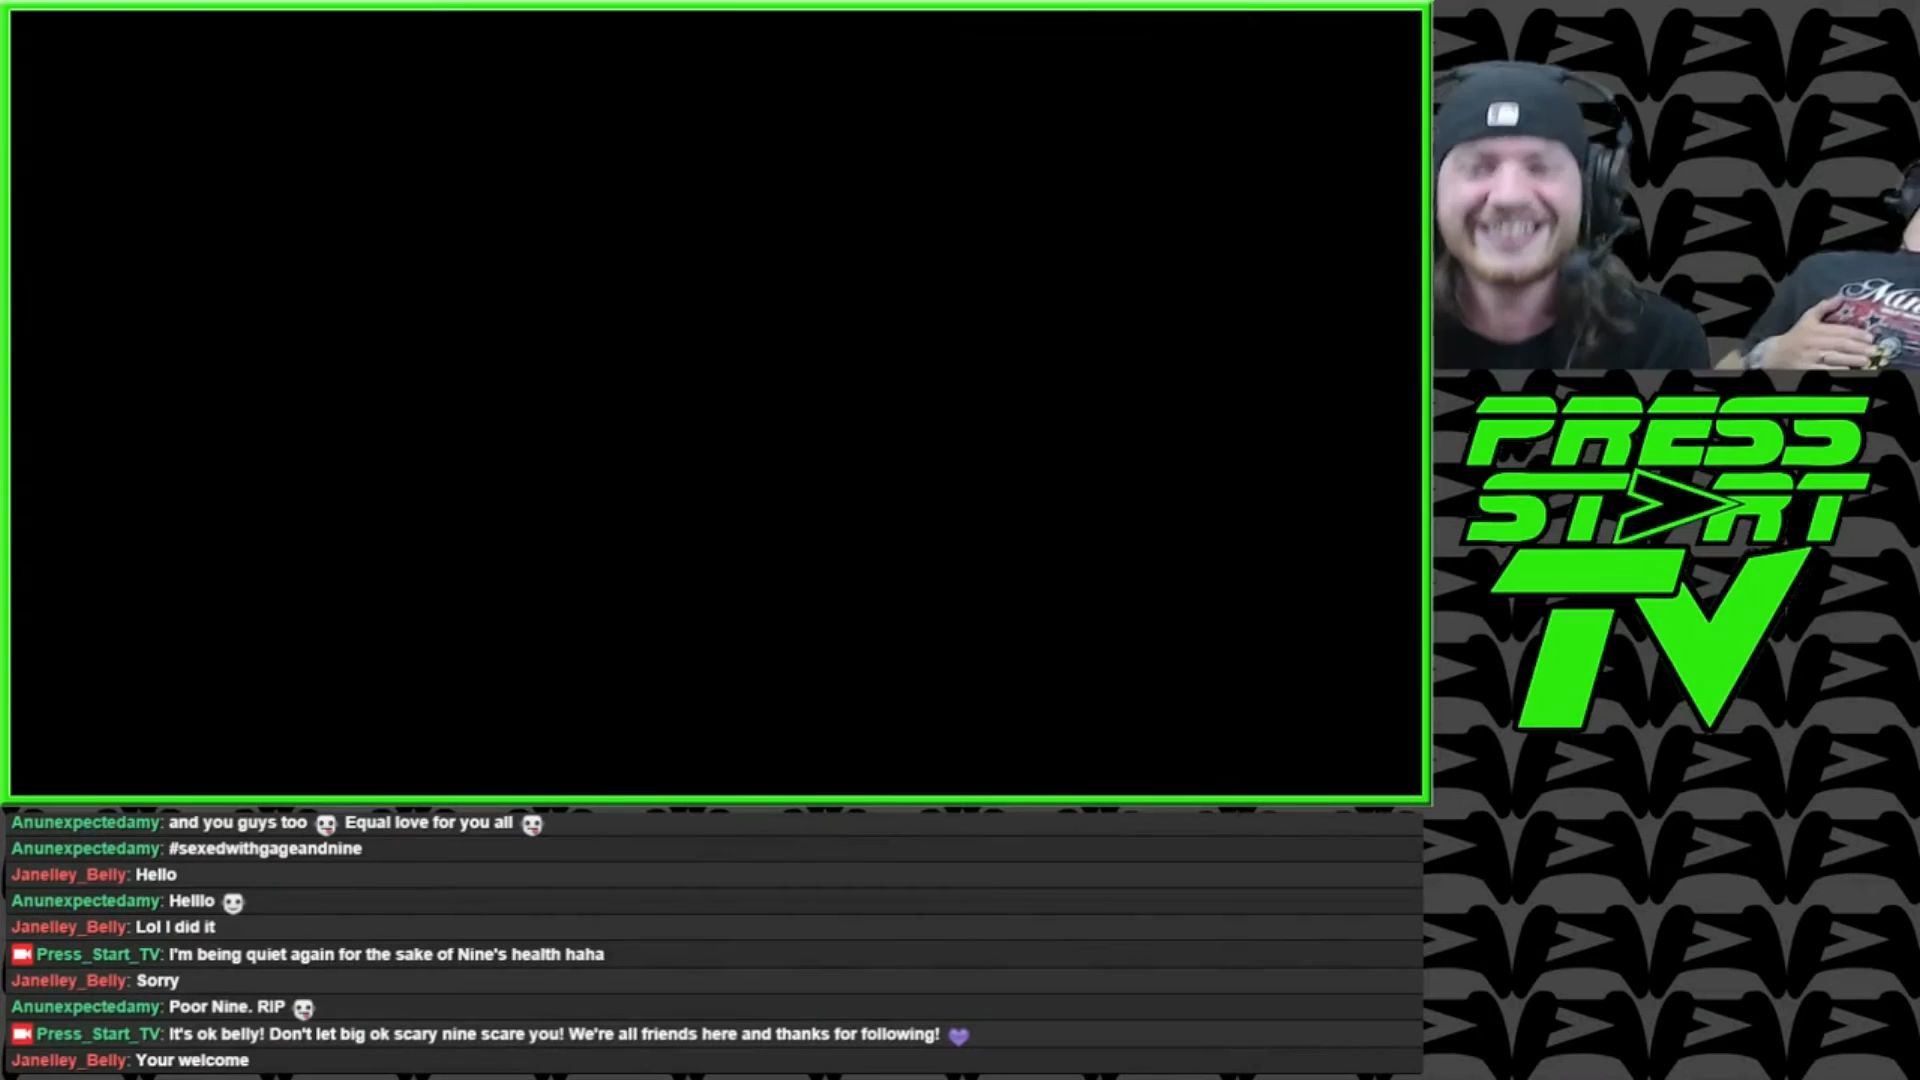 Min
PRESS
START
TV
Anunexpectedamy: and you guys too Equal love for you all
Anunexpectedamy: #sexedwithgageandnine
Janelley_Belly: Hello
Anunexpectedamy: Helllo
Janelley_Belly: Lol I did it
Press_Start_TV: I'm being quiet again for the sake of Nine's health haha
Janelley_Belly: Sorry
Anunexpectedamy: Poor Nine. RIP
Press_Start_TV: It's ok belly! Don't let big ok scary nine scare you! We're all friends here and thanks for following!
Janelley_Belly: Your welcome